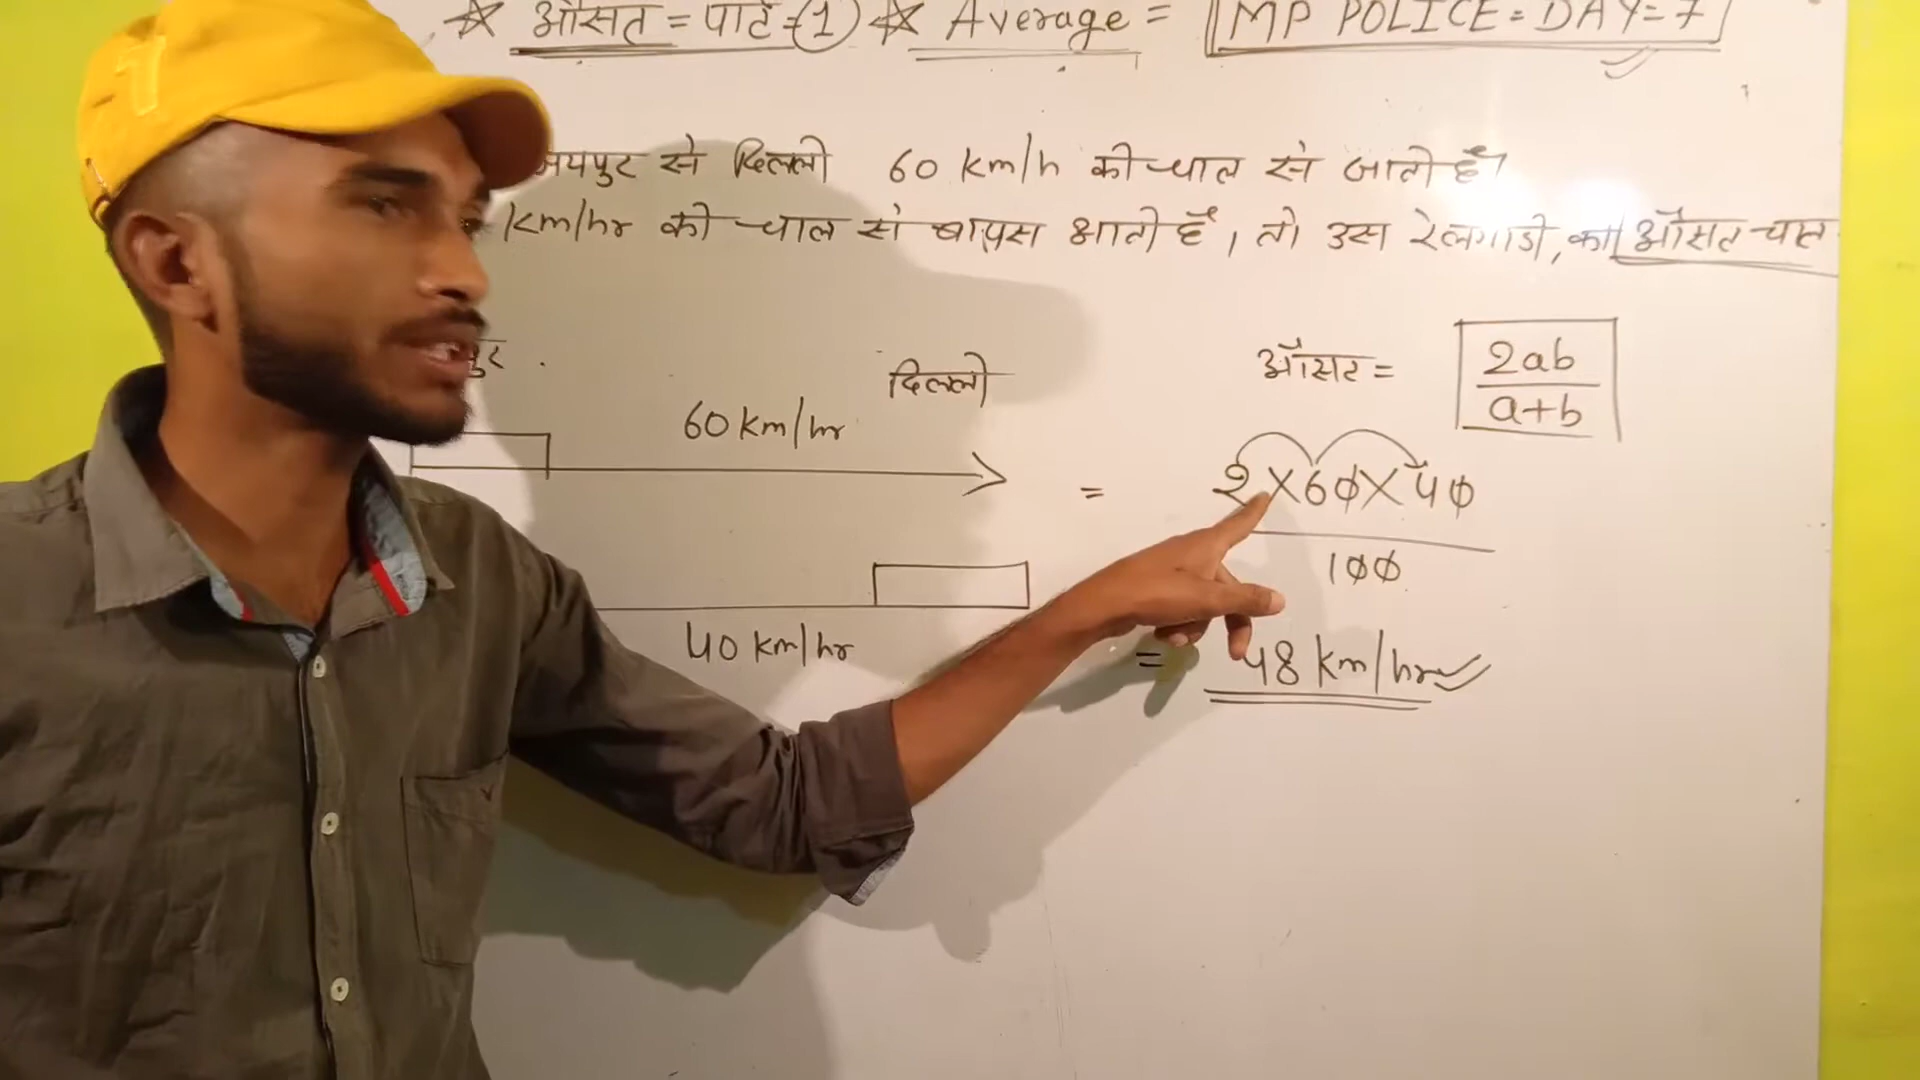 ☆ औसत = पार्ट-(1) ☆ Average = MP POLICE = DAY = 7
जयपुर से दिल्ली 60 km/h की चाल से जाती है।
km/hr की चाल से बापस आती है, तो उस रेलगाडी, का औसत चाल
दिल्ली
60 km/hr
औसत = 2ab
a+b
= 2×60×40
100
40 km/hr
= 48 km/hr